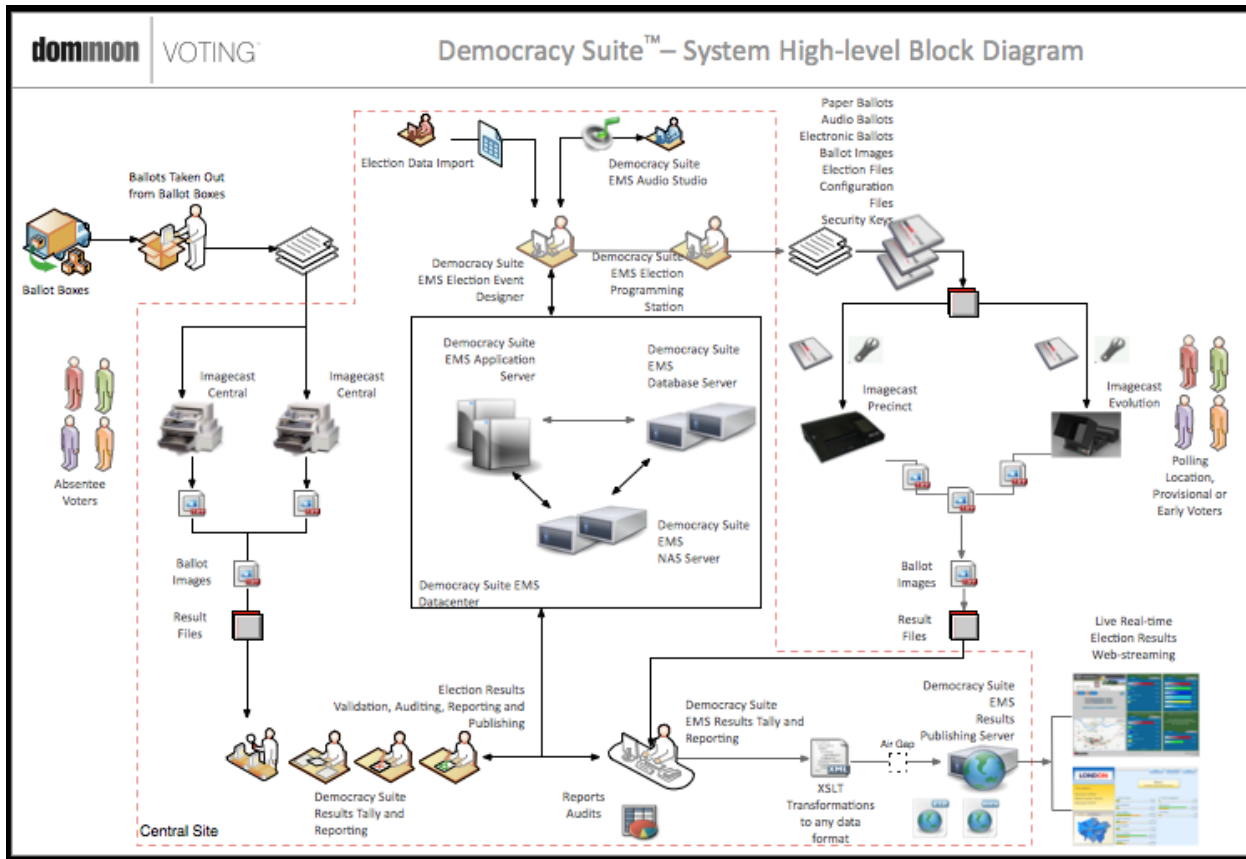 dominion VOTING™
Democracy Suite™– System High-level Block Diagram
Ballots Taken Out
from Ballot Boxes
Ballot Boxes
Election Data Import
Democracy Suite
EMS Audio Studio
Paper Ballots
Audio Ballots
Electronic Ballots
Ballot Images
Election Files
Configuration
Files
Security Keys
Democracy Suite
EMS Election Event
Designer
Democracy Suite
EMS Election
Programming
Station
Absentee
Voters
Imagecast
Central
Imagecast
Central
Democracy Suite
EMS Application
Server
Democracy Suite
EMS
Database Server
Democracy Suite
EMS
NAS Server
Democracy Suite EMS
Datacenter
Imagecast
Precinct
Imagecast
Evolution
Polling
Location,
Provisional or
Early Voters
Ballot
Images
Result
Files
Ballot
Images
Result
Files
Election Results
Validation, Auditing, Reporting and
Publishing
Democracy Suite
Results Tally and
Reporting
Central Site
Reports
Audits
Democracy Suite
EMS Results Tally and
Reporting
XML
XSLT
Transformations
to any data
format
Air Gap
Democracy Suite
EMS
Results
Publishing Server
FTP
Live Real-time
Election Results
Web-streaming
LONDON